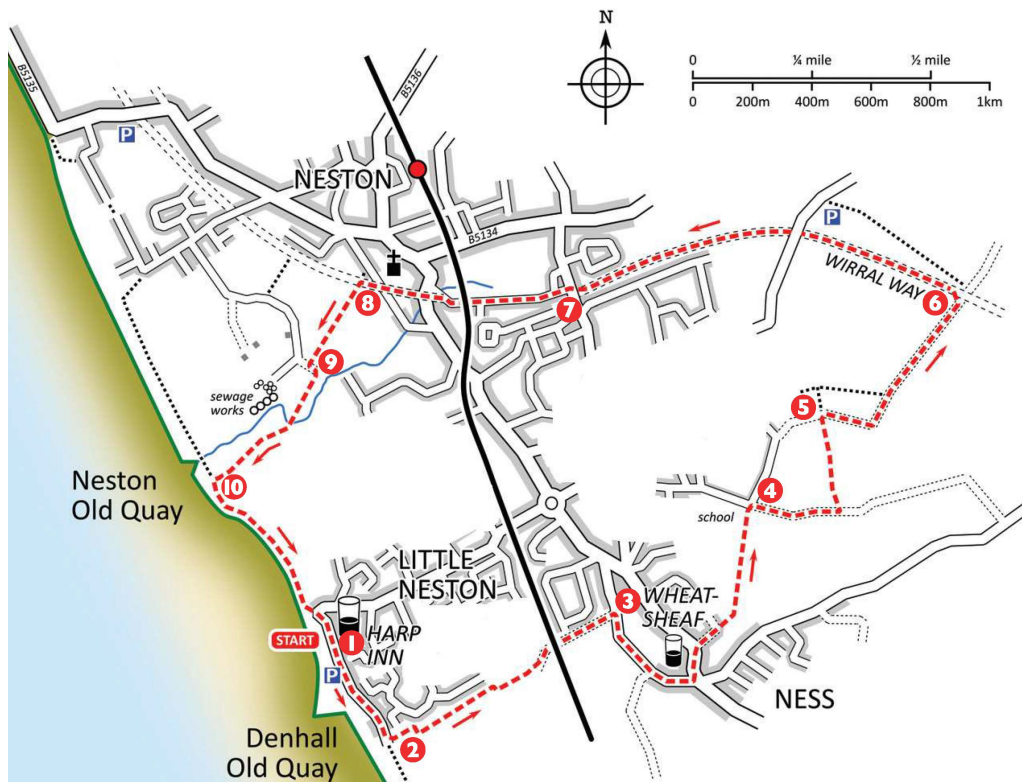 N
0
¼ mile
½ mile
0
200m
400m
600m
800m
1km
B5135
B5136
P
NESTON
B5134
P
WIRRAL WAY
6
7
8
9
5
sewage
works
10
4
school
Neston
Old Quay
LITTLE
NESTON
3
WHEAT-
SHEAF
START
1
HARP
INN
P
NESS
2
Denhall
Old Quay